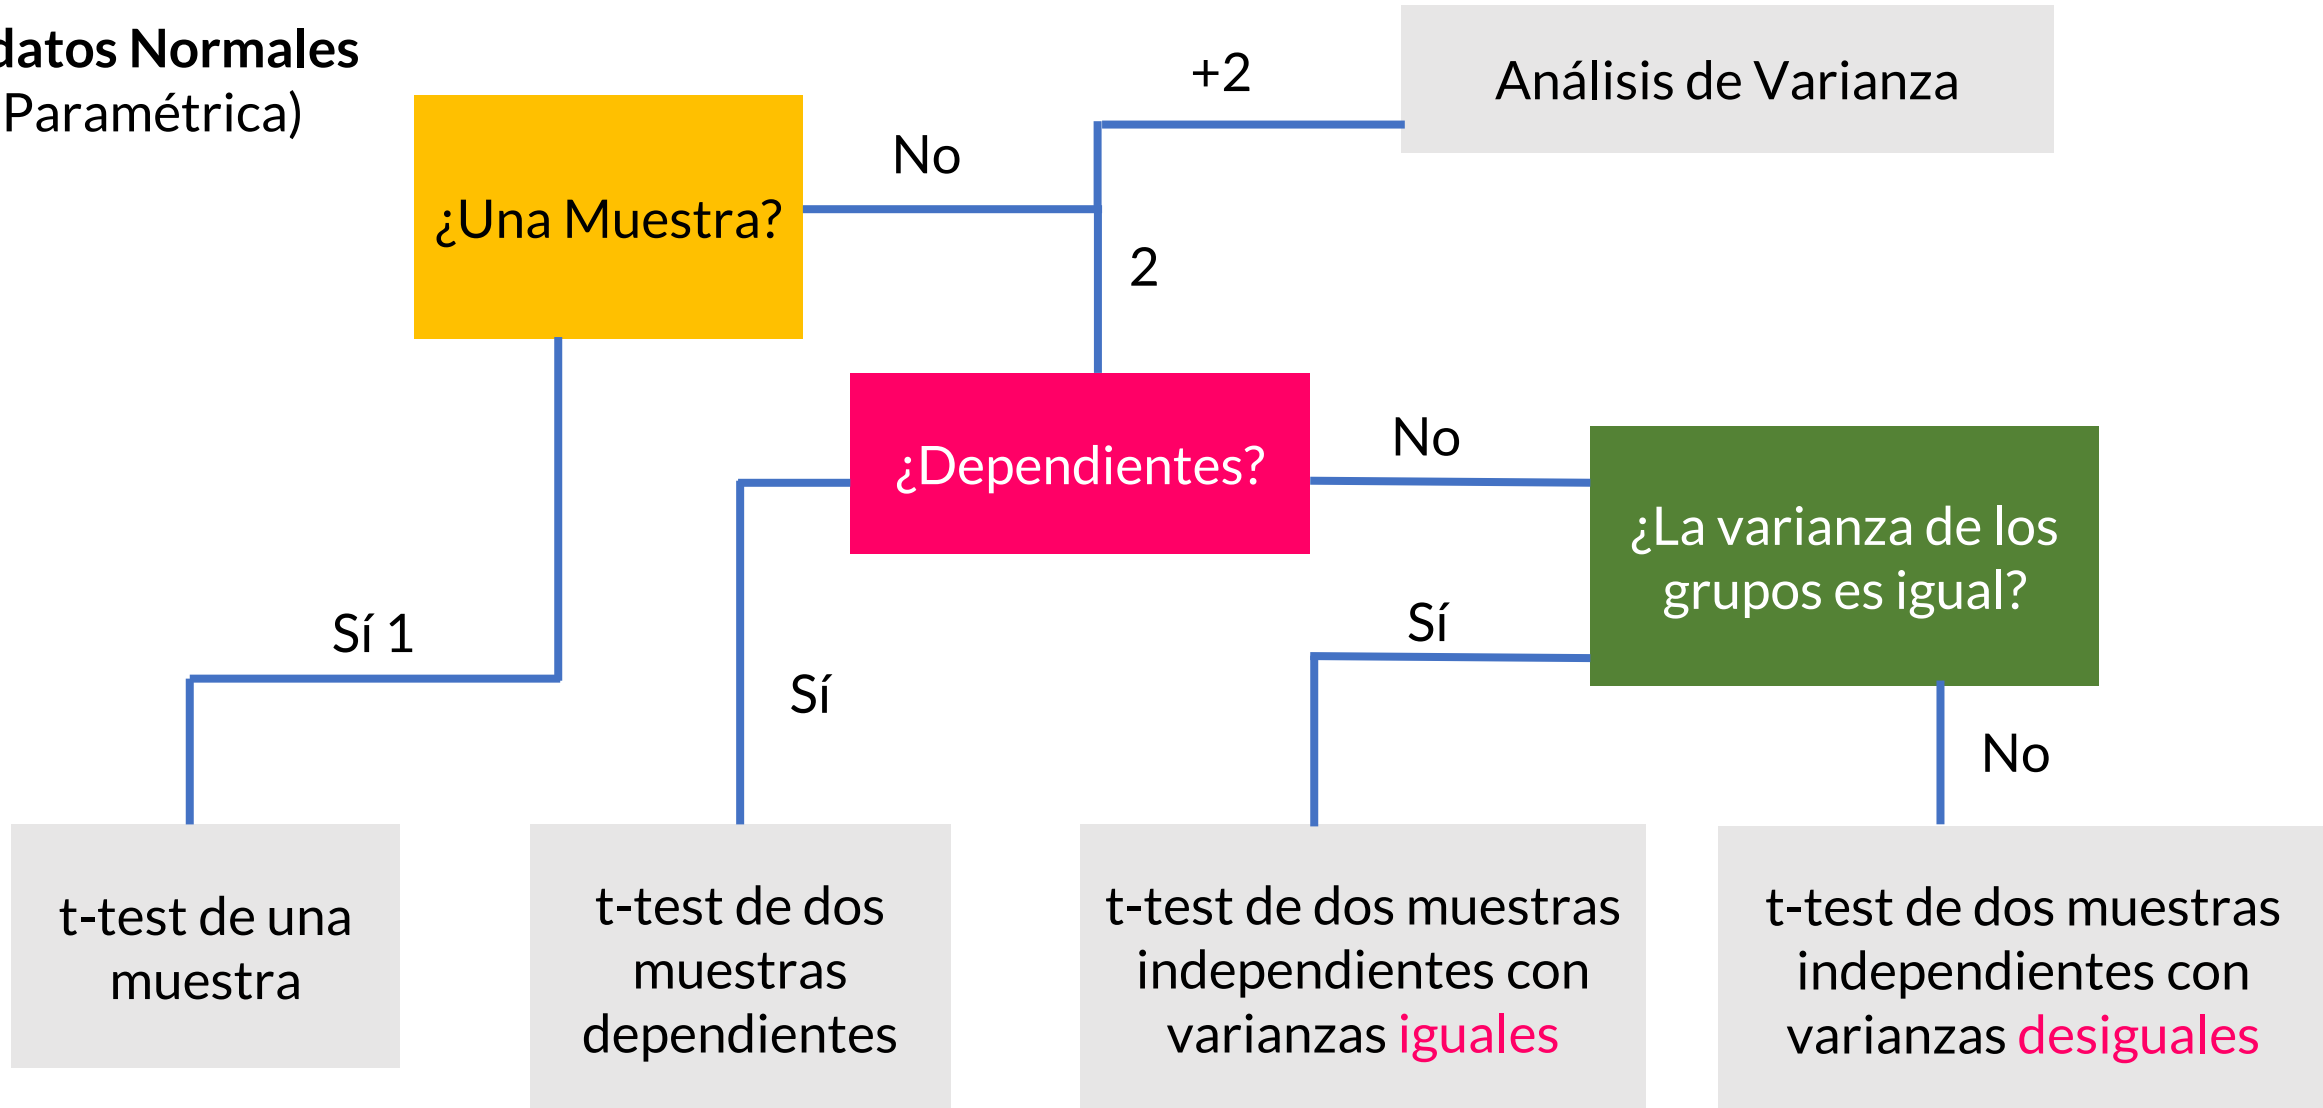 datos Normales
Paramétrica)
+2
Análisis de Varianza
No
¿Una Muestra?
2
¿Dependientes?
No
¿La varianza de los
grupos es igual?
Sí 1
Sí
Sí
No
t-test de una
muestra
t-test de dos
muestras
dependientes
t-test de dos muestras
independientes con
varianzas iguales
t-test de dos muestras
independientes con
varianzas desiguales